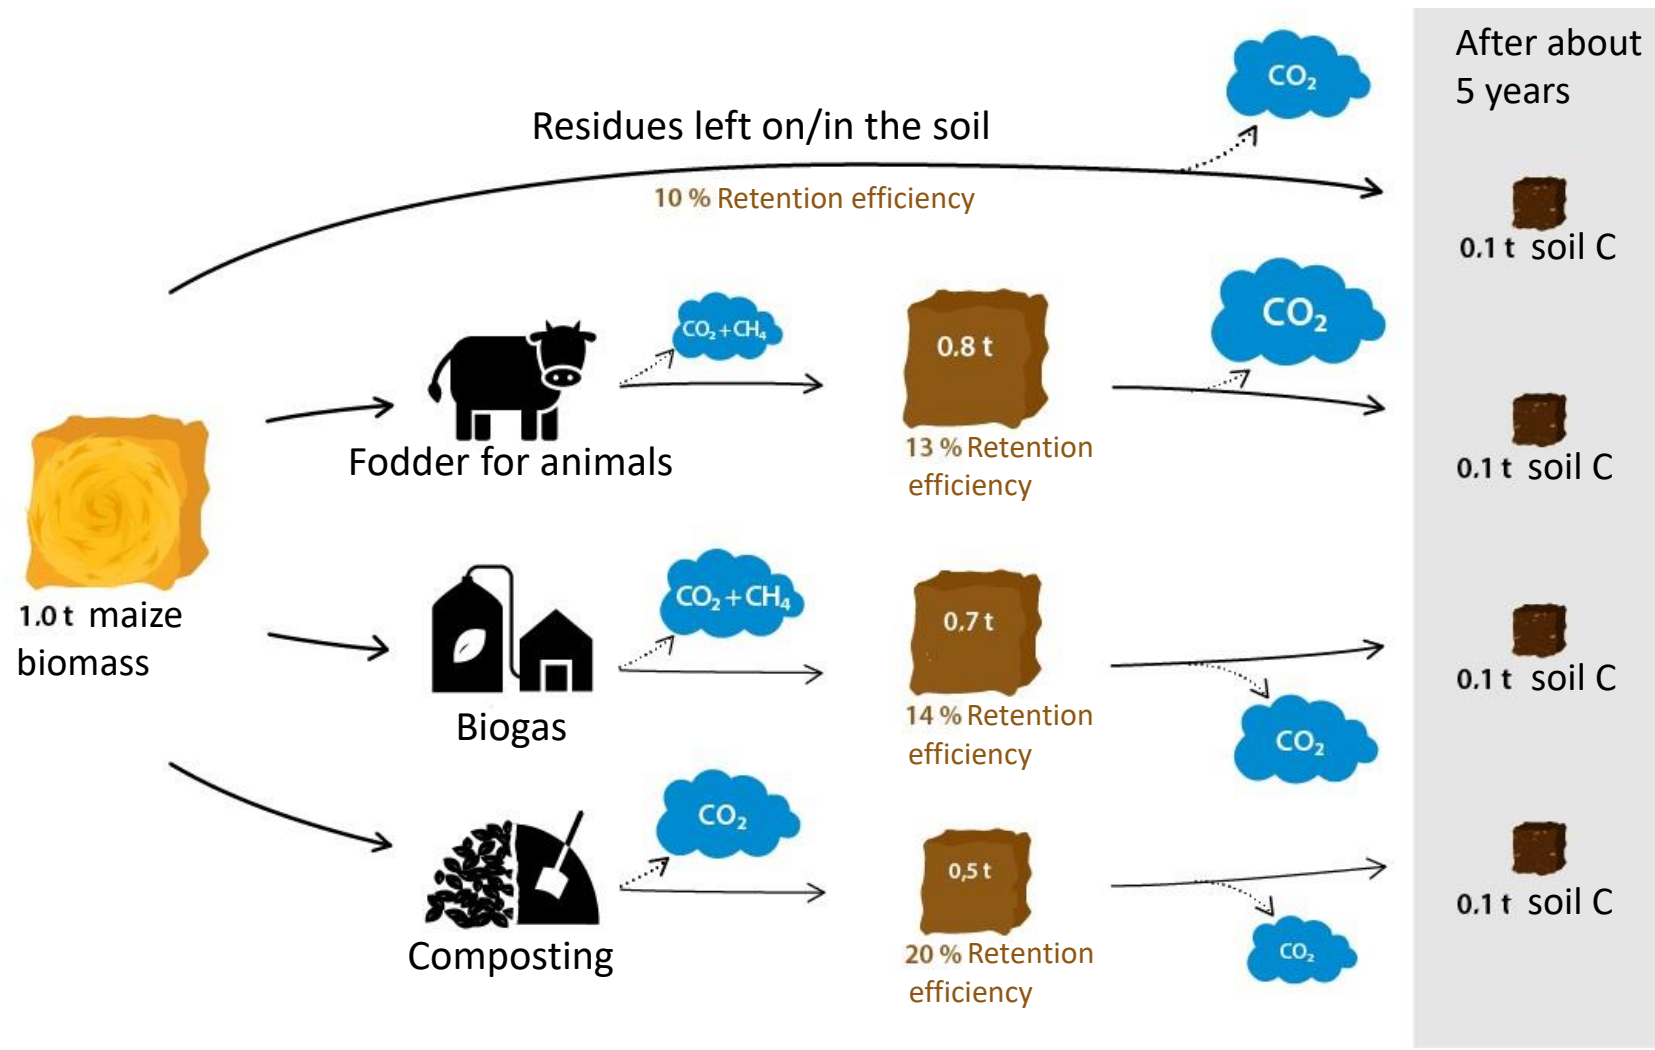 After about
5 years
CO₂
Residues left on/in the soil
10 % Retention efficiency
0.1 t soil C
CO₂ + CH₄
0.8 t
CO₂
Fodder for animals
13 % Retention
efficiency
0.1 t soil C
1.0 t maize
biomass
CO₂ + CH₄
0.7 t
Biogas
14 % Retention
efficiency
CO₂
0.1 t soil C
CO₂
0,5 t
Composting
20 % Retention
efficiency
CO₂
0.1 t soil C